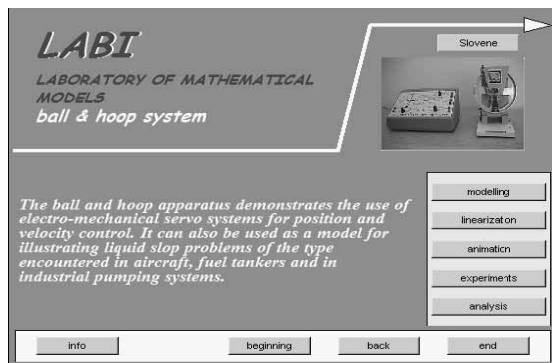 LABI
LABORATORY OF MATHEMATICAL
MODELS
ball & hoop system
Slovene
The ball and hoop apparatus demonstrates the use of
electro-mechanical servo systems for position and
velocity control. It can also be used as a model for
illustrating liquid slop problems of the type
encountered in aircraft, fuel tankers and in
industrial pumping systems.
modelling
linearization
animation
experiments
analysis
info
beginning
back
end